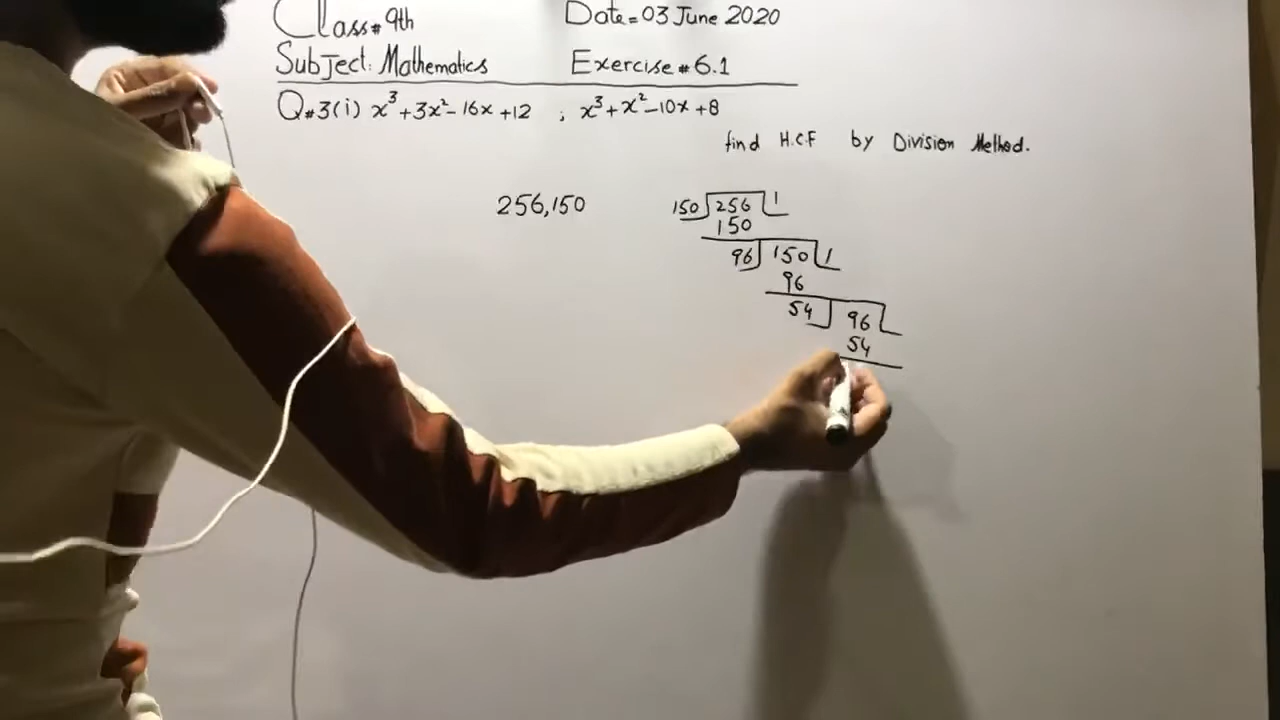 Class# 9th Date=03 June 2020
Subject: Mathematics Exercise#6.1
Q#3(i) x³+3x²-16x+12 ; x³+x²-10x+8
find H.C.F by Division Method.
256,150 150 256 1
150
96 150 1
96
54 96
54